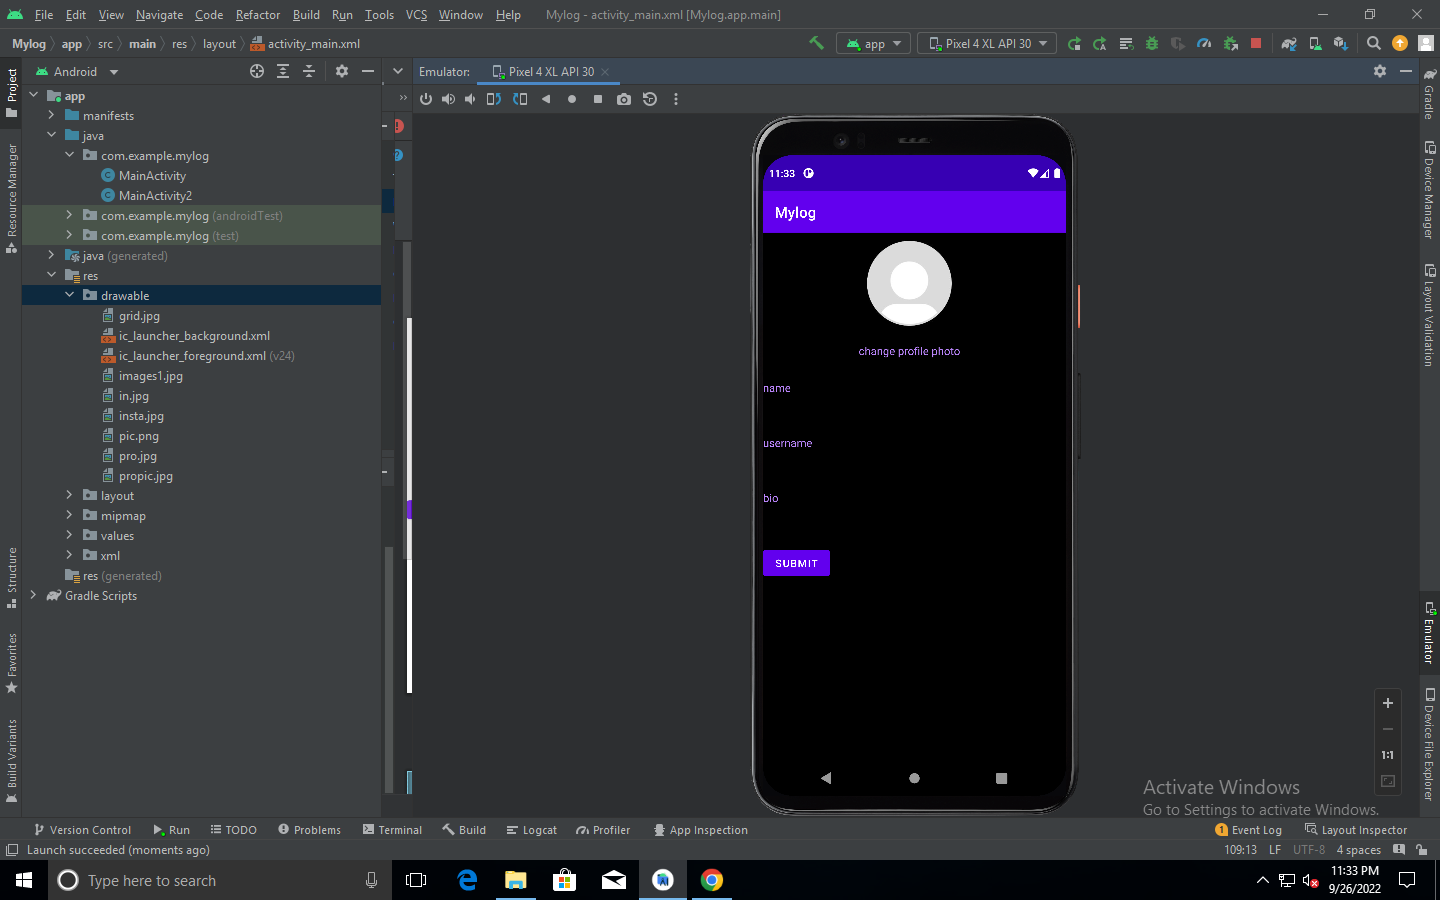 File Edit View Navigate Code Refactor Build Run Tools VCS Window Help Mylog - activity_main.xml [Mylog.app.main]
Mylog app src main res layout activity_main.xml app Pixel 4 XL API 30
Android Emulator: Pixel 4 XL API 30
Project
Resource Manager
Structure
Favorites
Build Variants
app
manifests
java
com.example.mylog
MainActivity
MainActivity2
com.example.mylog (androidTest)
com.example.mylog (test)
java (generated)
res
drawable
grid.jpg
ic_launcher_background.xml
ic_launcher_foreground.xml (v24)
images1.jpg
in.jpg
insta.jpg
pic.png
pro.jpg
propic.jpg
layout
mipmap
values
xml
res (generated)
Gradle Scripts
11:33
Mylog
change profile photo
name
username
bio
SUBMIT
1:1
Gradle
Device Manager
Layout Validation
Emulator
Device File Explorer
Activate Windows
Go to Settings to activate Windows.
Version Control Run TODO Problems Terminal Build Logcat Profiler App Inspection 1 Event Log Layout Inspector
Launch succeeded (moments ago) 109:13 LF UTF-8 4 spaces
Type here to search
11:33 PM
9/26/2022